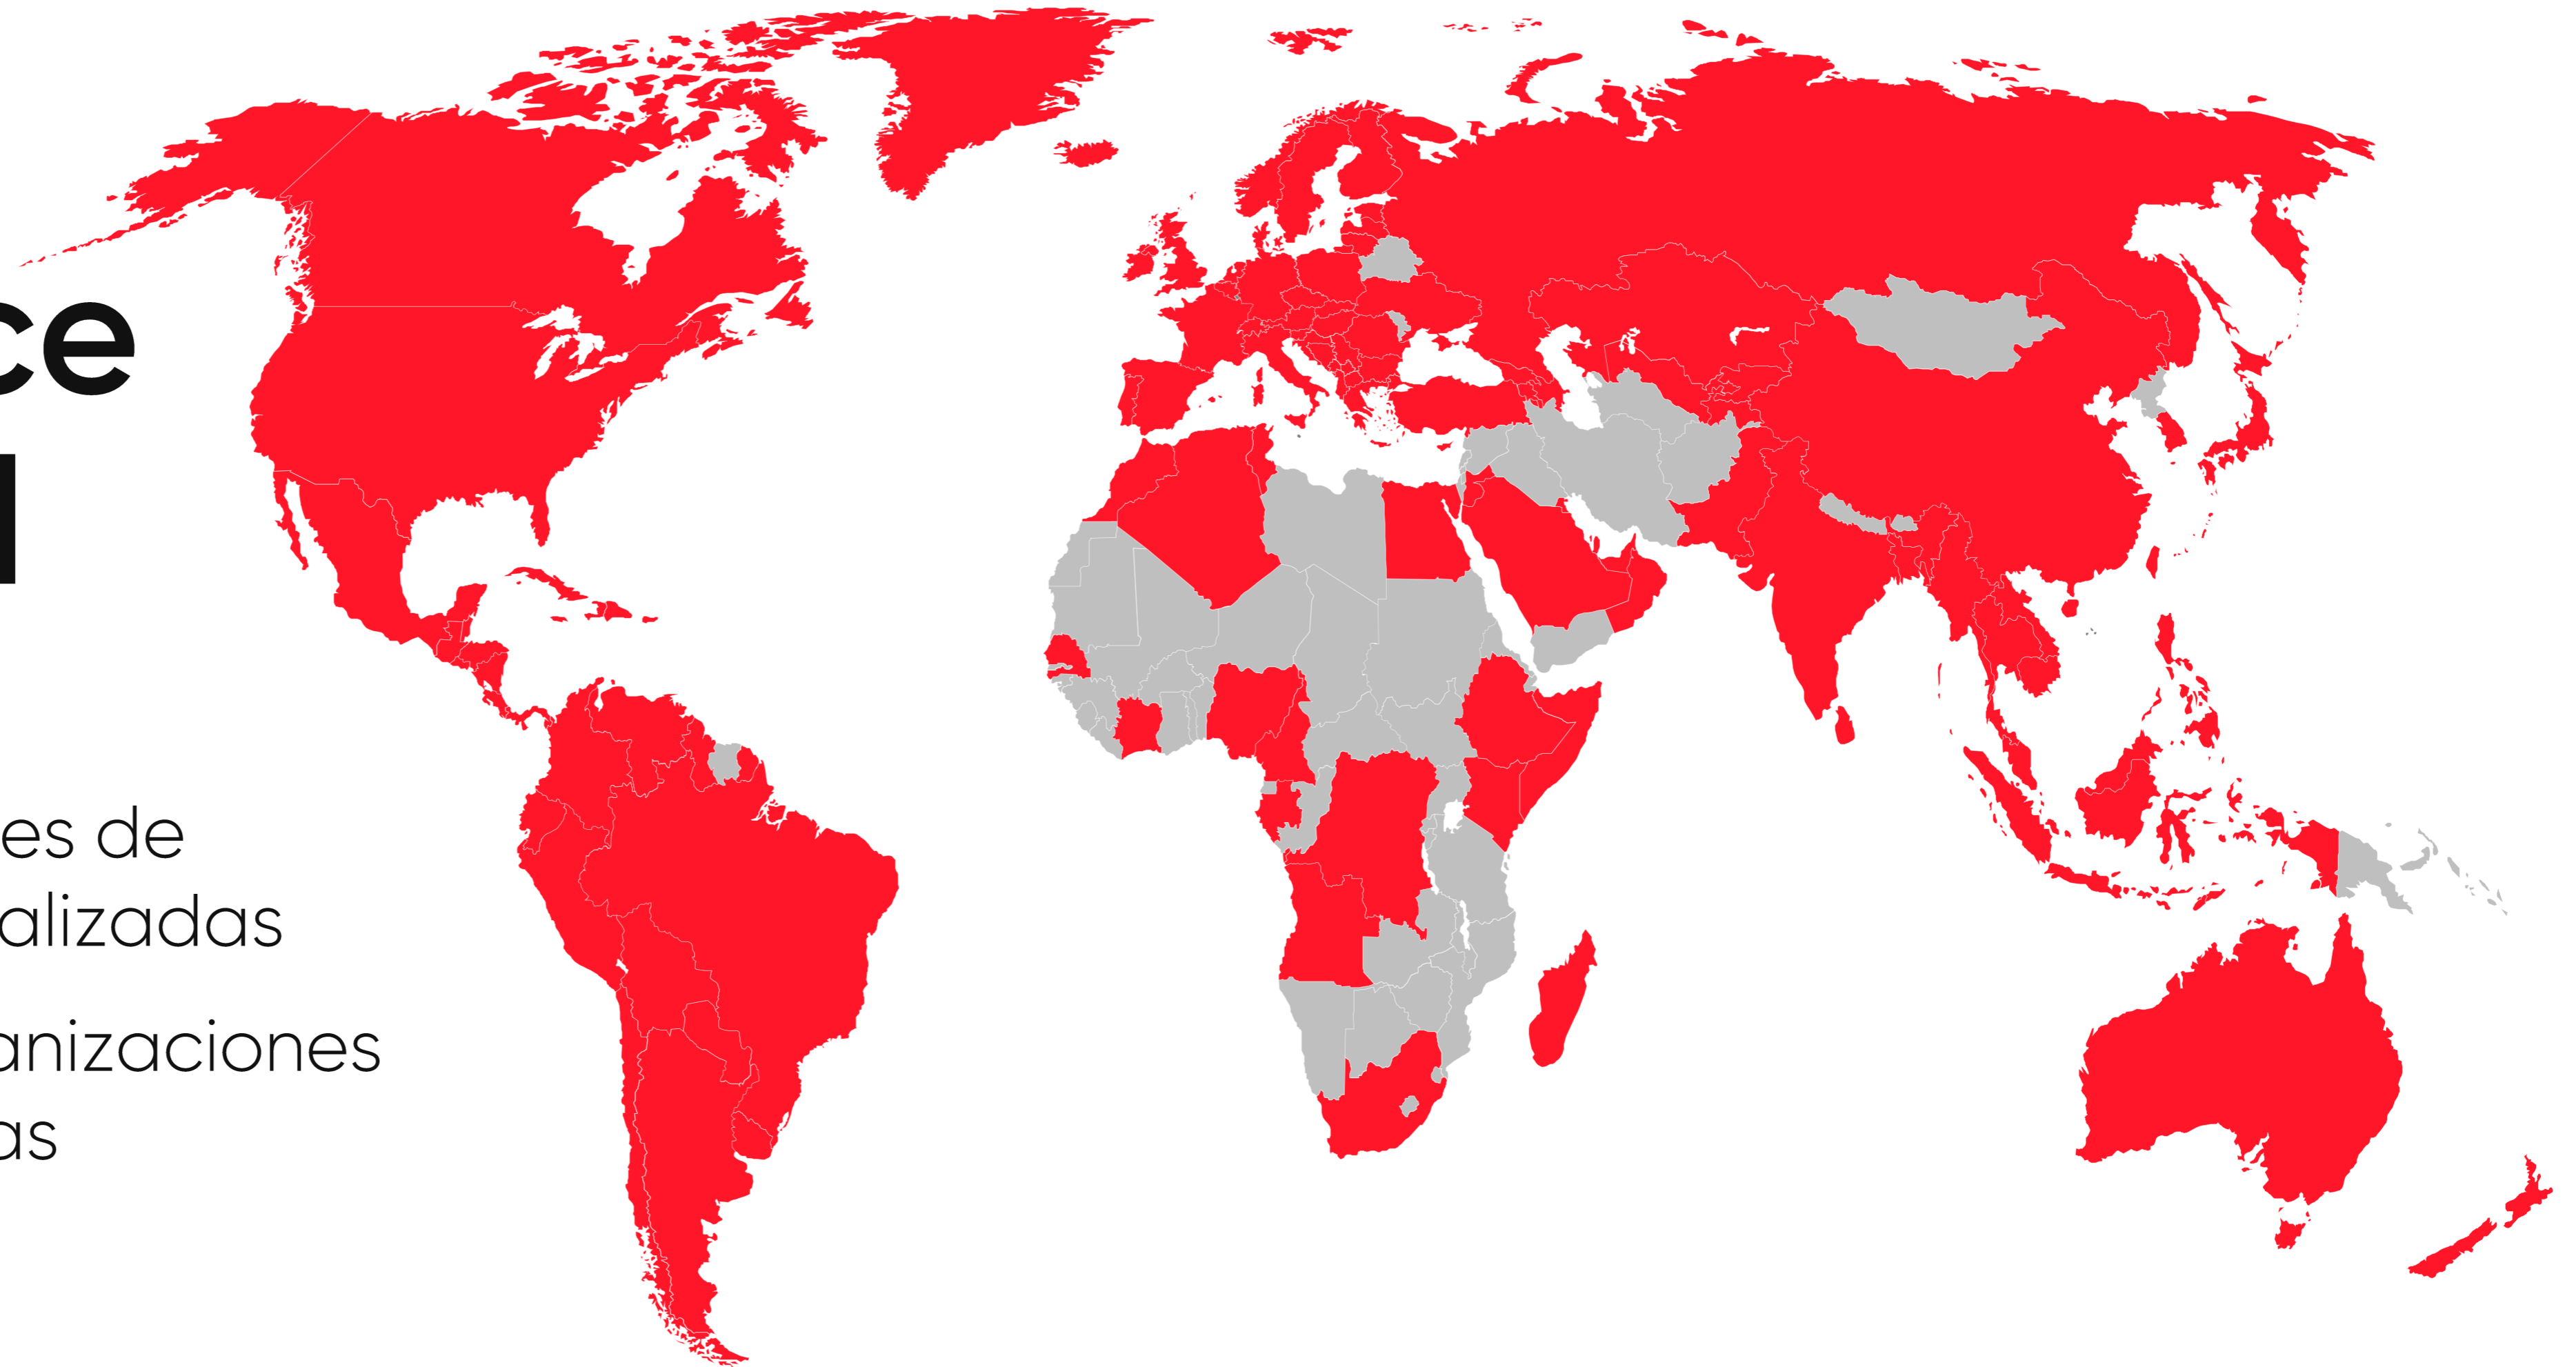 ce
l
es de
alizadas
anizaciones
as